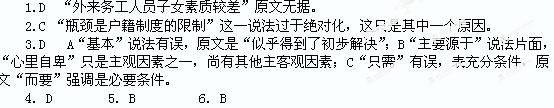 1.D “外来务工人员子女素质较差”原文无据。
2.C “瓶颈是户籍制度的限制”这一说法过于绝对化，这只是其中一个原因。
3.D A“基本”说法有误，原文是“似乎得到了初步解决”；B“主要源于”说法片面，
“心里自卑”只是主观因素之一，尚有其他主客观因素；C“只需”有误，表充分条件，原
文“而要”强调是必要条件。
4. D 5. B 6. B